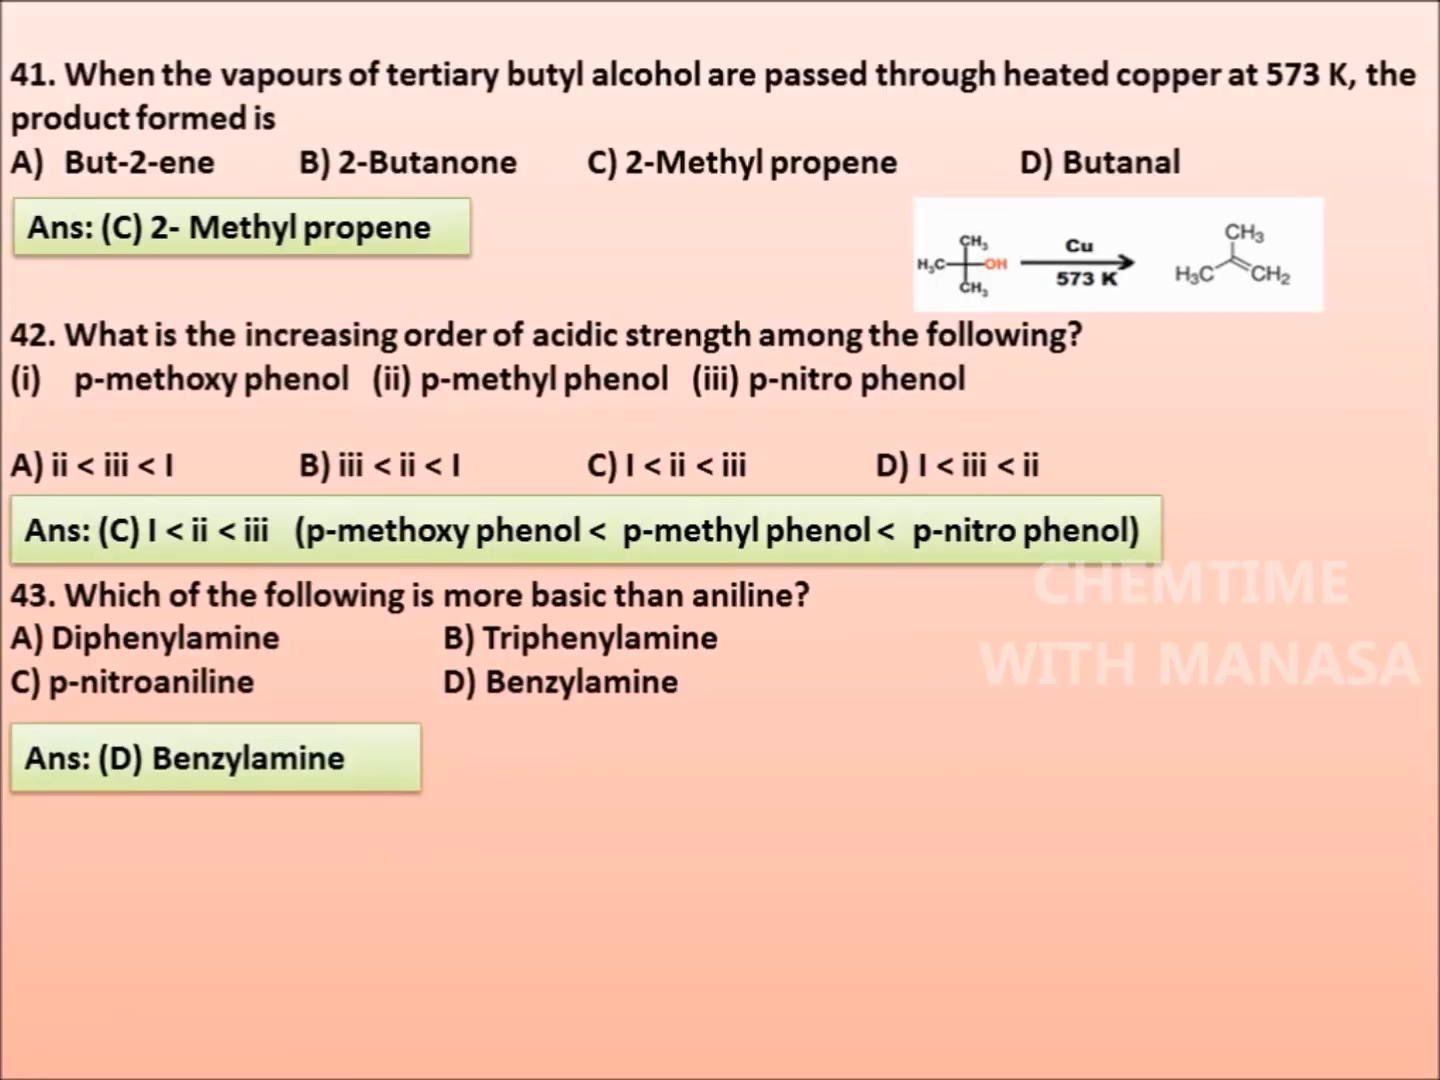 41. When the vapours of tertiary butyl alcohol are passed through heated copper at 573 K, the
product formed is
A) But-2-ene B) 2-Butanone C) 2-Methyl propene D) Butanal
Ans: (C) 2- Methyl propene
CH3
H3C OH
CH3
Cu
573 K
CH3
H3C CH2
42. What is the increasing order of acidic strength among the following?
(i) p-methoxy phenol (ii) p-methyl phenol (iii) p-nitro phenol
A) ii < iii < I B) iii < ii < I C) I < ii < iii D) I < iii < ii
Ans: (C) I < ii < iii (p-methoxy phenol < p-methyl phenol < p-nitro phenol)
43. Which of the following is more basic than aniline?
A) Diphenylamine B) Triphenylamine
C) p-nitroaniline D) Benzylamine
Ans: (D) Benzylamine
CHEMTIME
WITH MANASA